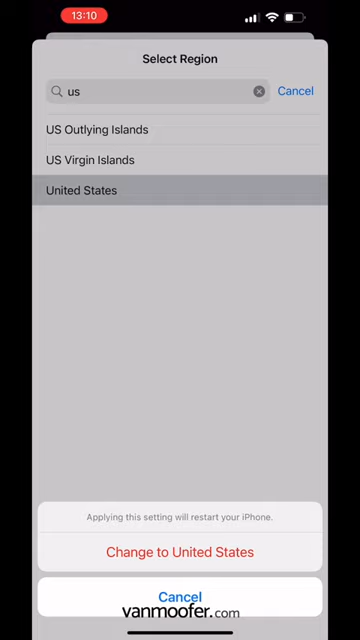 13:10
Select Region
us
Cancel
US Outlying Islands
US Virgin Islands
United States
Applying this setting will restart your iPhone.
Change to United States
Cancel
vanmoofer.com